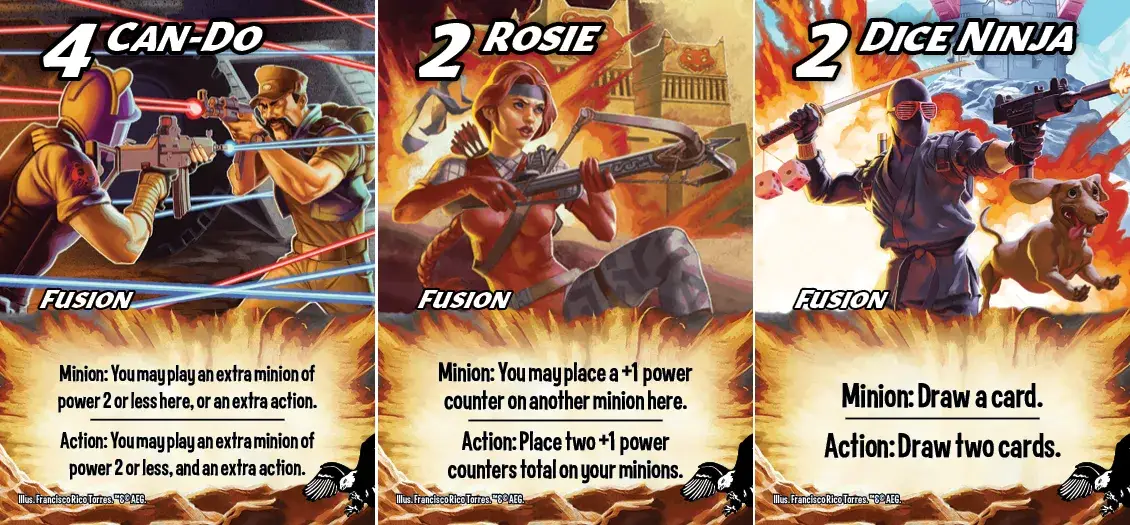 4 Can-Do
Fusion
Minion: You may play an extra minion of
power 2 or less here, or an extra action.
Action: You may play an extra minion of
power 2 or less, and an extra action.
Illus. Francisco Rico Torres. ™&© AEG.
2 Rosie
Fusion
Minion: You may place a +1 power
counter on another minion here.
Action: Place two +1 power
counters total on your minions.
Illus. Francisco Rico Torres. ™&© AEG.
2 Dice Ninja
Fusion
Minion: Draw a card.
Action: Draw two cards.
Illus. Francisco Rico Torres. ™&© AEG.